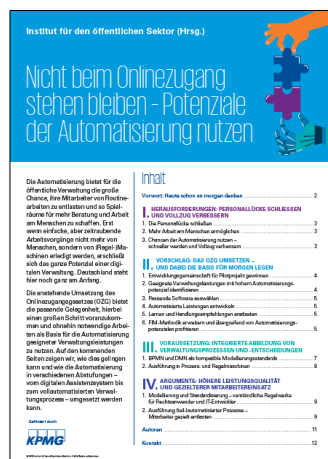 Institut für den öffentlichen Sektor (Hrsg.)
Nicht beim Onlinezugang
stehen bleiben – Potenziale
der Automatisierung nutzen
Die Automatisierung bietet für die
öffentliche Verwaltung die große
Chance, ihre Mitarbeiter von Routine-
arbeiten zu entlasten und so Spiel-
räume für mehr Beratung und Arbeit
am Menschen zu schaffen. Erst
wenn einfache, aber zeitraubende
Arbeitsvorgänge nicht mehr von
Menschen, sondern von (Regel-)Ma-
schinen erledigt werden, erschließt
sich das ganze Potenzial einer digi-
talen Verwaltung. Deutschland steht
hier noch ganz am Anfang.
Die anstehende Umsetzung des
Onlinezugangsgesetzes (OZG) bietet
die passende Gelegenheit, hierbei
einen großen Schritt voranzukom-
men und ohnehin notwendige Arbei-
ten als Basis für die Automatisierung
geeigneter Verwaltungsleistungen
zu nutzen. Auf den kommenden
Seiten zeigen wir, wie dies gelingen
kann und wie die Automatisierung
in verschiedenen Abstufungen –
vom digitalen Assistenzsystem bis
zum vollautomatisierten Verwal-
tungsprozess – umgesetzt werden
kann.
Gefördert durch
KPMG
Inhalt
Vorwort: Heute schon an morgen denken 2
I. HERAUSFORDERUNGEN: PERSONALLÜCKE SCHLIESSEN
UND VOLLZUG VERBESSERN
1. Die Personallücke schließen 3
2. Mehr Arbeit am Menschen ermöglichen 3
3. Chancen der Automatisierung nutzen –
schneller werden und Vollzug verbessern 3
II. VORSCHLAG: DAS OZG UMSETZEN –
UND DABEI DIE BASIS FÜR MORGEN LEGEN
1. Entwicklungsgemeinschaft für Pilotprojekt gewinnen 4
2. Geeignete Verwaltungsleistungen mit hohem Automatisierungs-
potenzial identifizieren 4
3. Passende Software auswählen 5
4. Automatisierte Leistungen entwickeln 5
5. Lernen und Handlungsempfehlungen erarbeiten 5
6. FIM-Methodik erweitern und übergreifend von Automatisierungs-
potenzialen profitieren 5
III. VORAUSSETZUNG: INTEGRIERTE ABBILDUNG VON
VERWALTUNGSPROZESSEN UND -ENTSCHEIDUNGEN
1. BPMN und DMN als kompatible Modellierungsstandards 7
2. Ausführung in Prozess- und Regelmaschinen 8
IV. ARGUMENTE: HÖHERE LEISTUNGSQUALITÄT
UND GEZIELTERER MITARBEITEREINSATZ
1. Modellierung und Standardisierung – verständliche Regelwerke
für Rechtsanwender und IT-Entwickler 9
2. Ausführung (teil-)automatisierter Prozesse –
Mitarbeiter gezielt entlasten 9
Autoren 11
Kontakt 12